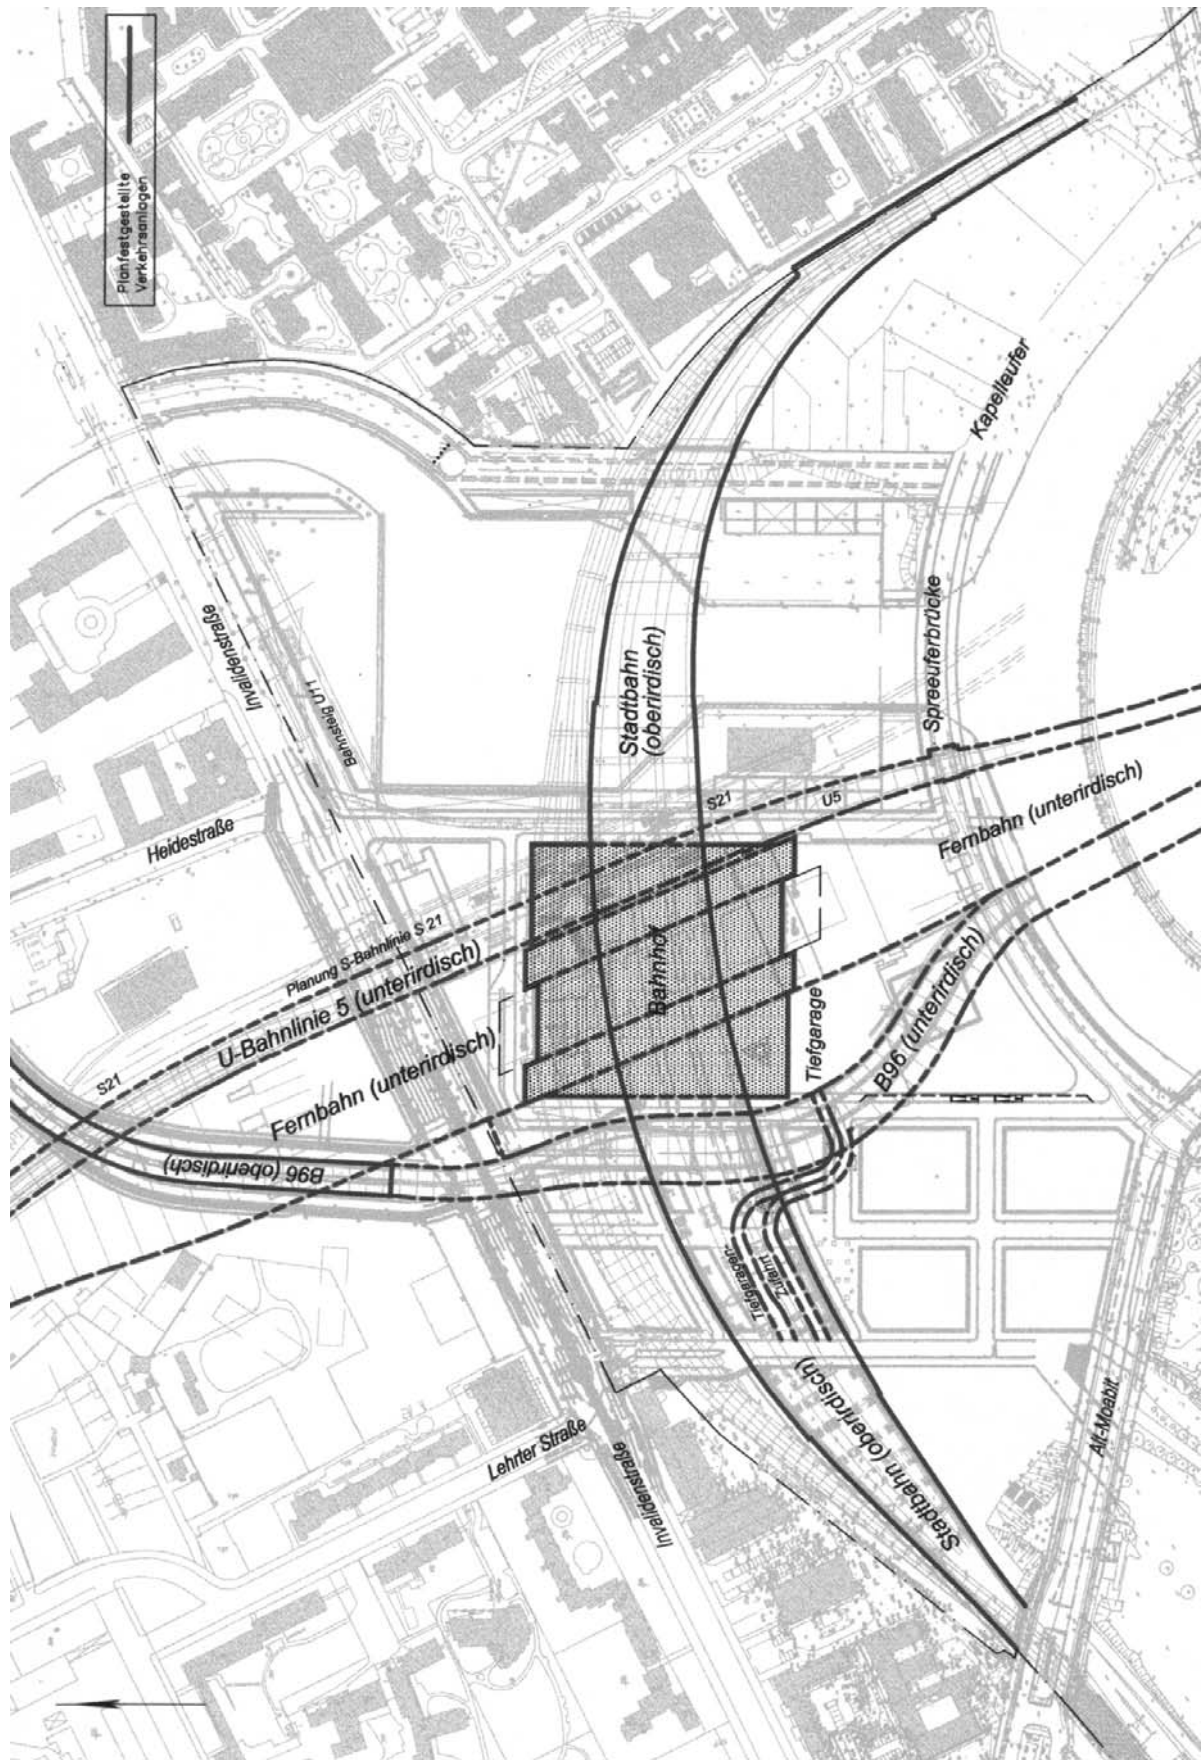 Planfestgestellte
Verkehrsanlagen
Invalidenstraße
Bahnsteig U11
Heidestraße
Stadtbahn
(oberirdisch)
Kapelleufer
Spreeuferbrücke
S21
U5
Fernbahn (unterirdisch)
Planung S-Bahnlinie S 21
U-Bahnlinie 5 (unterirdisch)
S21
Fernbahn (unterirdisch)
Bahnhof
Tiefgarage
B96 (unterirdisch)
B96 (oberirdisch)
Tiefgaragen-
Zufahrt
Lehrter Straße
Invalidenstraße
Stadtbahn (oberirdisch)
Alt-Moabit